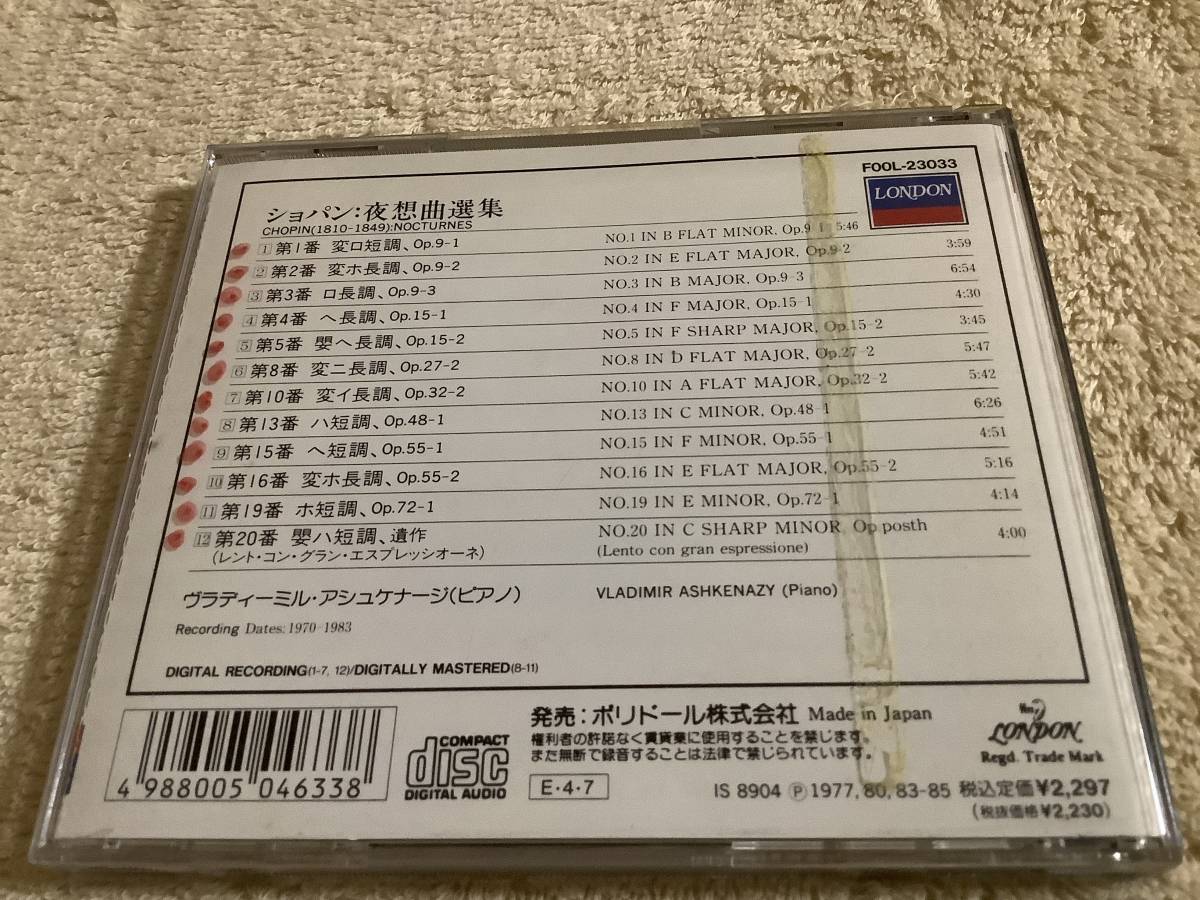 FOOL-23033
LONDON
ショパン:夜想曲選集
CHOPIN(1810-1849):NOCTURNES
1 第1番 変ロ短調、Op.9-1 NO.1 IN B FLAT MINOR, Op.9-1 5:46
2 第2番 変ホ長調、Op.9-2 NO.2 IN E FLAT MAJOR, Op.9-2 3:59
3 第3番 ロ長調、Op.9-3 NO.3 IN B MAJOR, Op.9-3 6:54
4 第4番 ヘ長調、Op.15-1 NO.4 IN F MAJOR, Op.15-1 4:30
5 第5番 嬰ヘ長調、Op.15-2 NO.5 IN F SHARP MAJOR, Op.15-2 3:45
6 第8番 変ニ長調、Op.27-2 NO.8 IN D FLAT MAJOR, Op.27-2 5:47
7 第10番 変イ長調、Op.32-2 NO.10 IN A FLAT MAJOR, Op.32-2 5:42
8 第13番 ハ短調、Op.48-1 NO.13 IN C MINOR, Op.48-1 6:26
9 第15番 ヘ短調、Op.55-1 NO.15 IN F MINOR, Op.55-1 4:51
10 第16番 変ホ長調、Op.55-2 NO.16 IN E FLAT MAJOR, Op.55-2 5:16
11 第19番 ホ短調、Op.72-1 NO.19 IN E MINOR, Op.72-1 4:14
12 第20番 嬰ハ短調、遺作 NO.20 IN C SHARP MINOR, Op.posth 4:00
(レント・コン・グラン・エスプレッシオーネ) (Lento con gran espressione)
ヴラディーミル・アシュケナージ(ピアノ) VLADIMIR ASHKENAZY (Piano)
Recording Dates: 1970-1983
DIGITAL RECORDING(1-7, 12)/DIGITALLY MASTERED(8-11)
4 988005 046338
COMPACT
disc
DIGITAL AUDIO
発売:ポリドール株式会社 Made in Japan
権利者の許諾なく賃貸業に使用することを禁じます。
また無断で録音することは法律で禁じられています。
E・4・7
IS 8904 Ⓟ 1977, 80, 83-85 税込定価¥2,297
(税抜価格¥2,230)
LONDON
Regd. Trade Mark